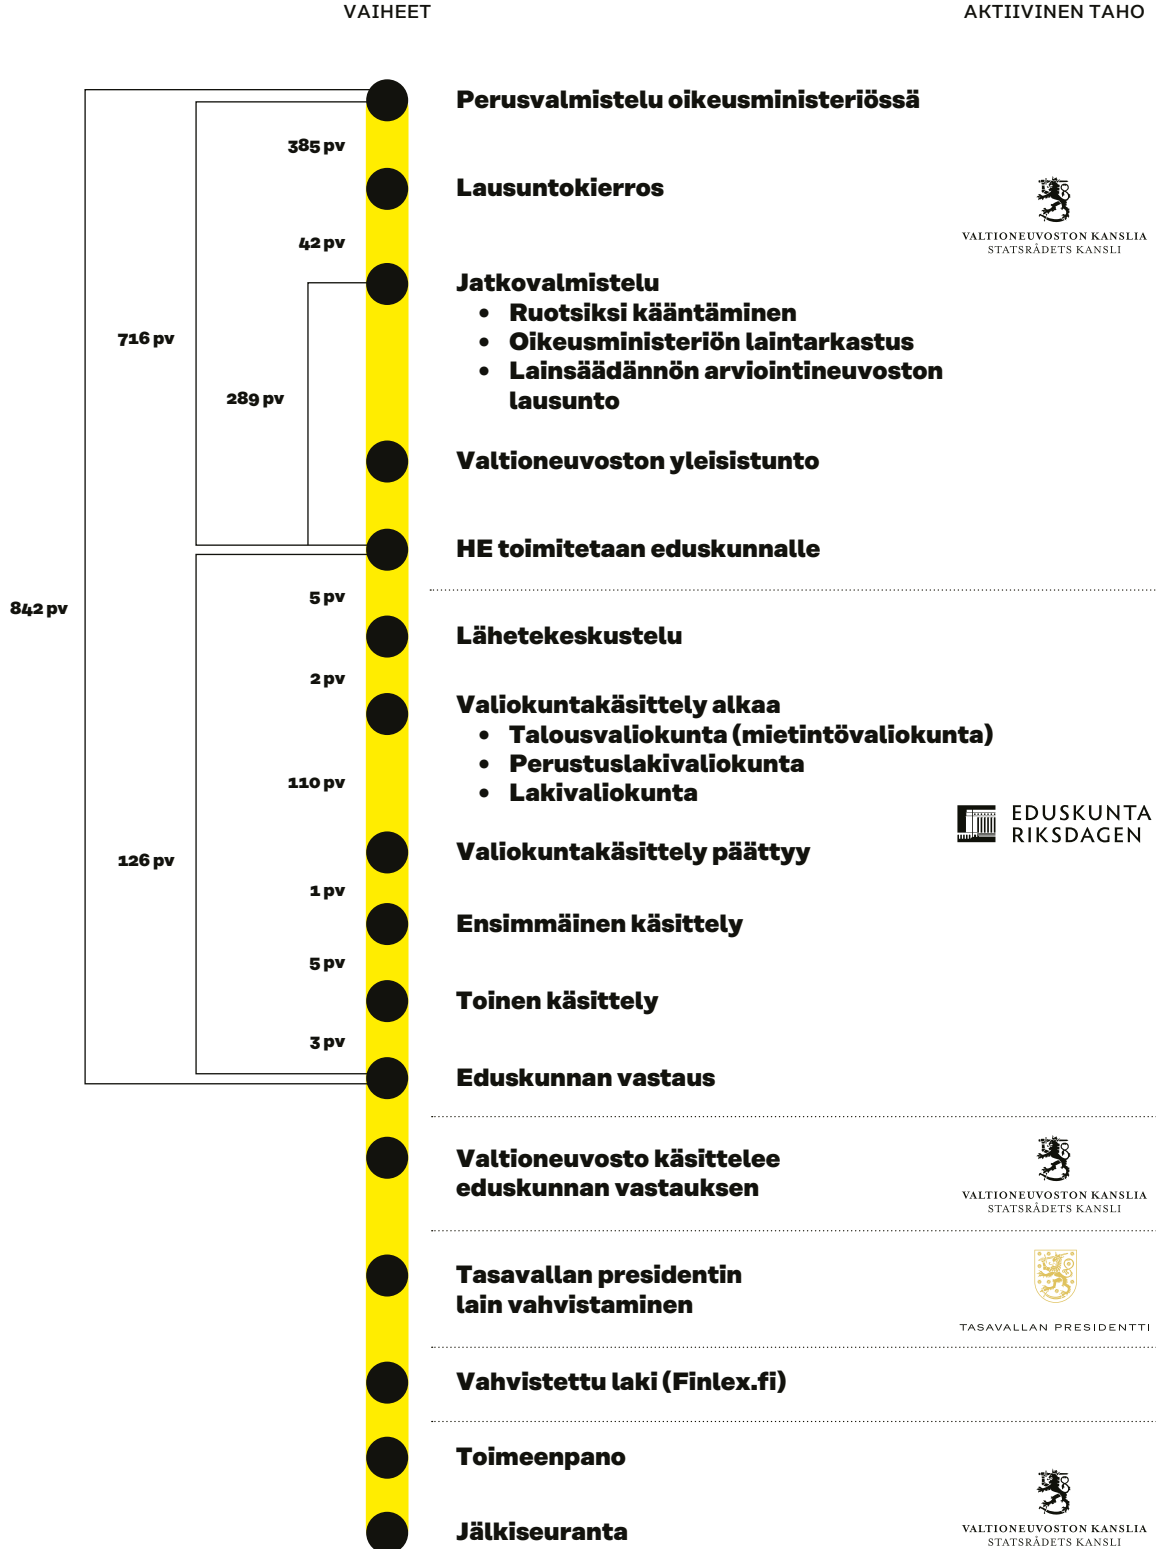 VAIHEET
AKTIIVINEN TAHO
Perusvalmistelu oikeusministeriössä
385 pv
Lausuntokierros
VALTIONEUVOSTON KANSLIA
STATSRÅDETS KANSLI
42 pv
Jatkovalmistelu
• Ruotsiksi kääntäminen
• Oikeusministeriön laintarkastus
• Lainsäädännön arviointineuvoston
lausunto
716 pv
289 pv
Valtioneuvoston yleisistunto
HE toimitetaan eduskunnalle
5 pv
842 pv
Lähetekeskustelu
2 pv
Valiokuntakäsittely alkaa
• Talousvaliokunta (mietintövaliokunta)
• Perustuslakivaliokunta
• Lakivaliokunta
110 pv
EDUSKUNTA
RIKSDAGEN
Valiokuntakäsittely päättyy
126 pv
1 pv
Ensimmäinen käsittely
5 pv
Toinen käsittely
3 pv
Eduskunnan vastaus
Valtioneuvosto käsittelee
eduskunnan vastauksen
VALTIONEUVOSTON KANSLIA
STATSRÅDETS KANSLI
Tasavallan presidentin
lain vahvistaminen
TASAVALLAN PRESIDENTTI
Vahvistettu laki (Finlex.fi)
Toimeenpano
Jälkiseuranta
VALTIONEUVOSTON KANSLIA
STATSRÅDETS KANSLI